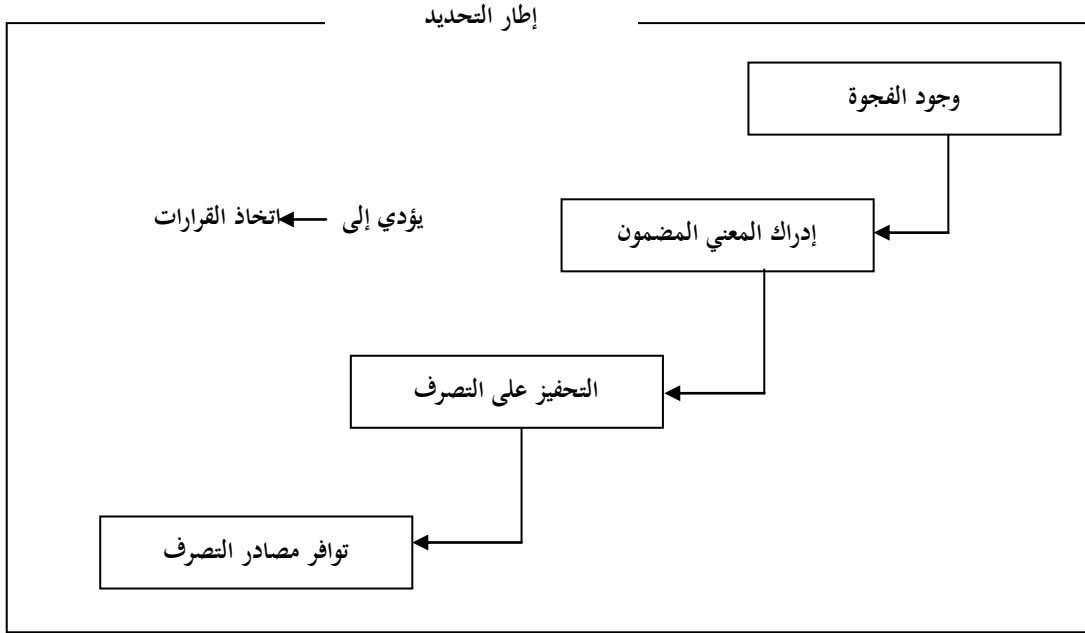 إطار التحديد
وجود الفجوة
إدراك المعني المضمون
يؤدي إلى اتخاذ القرارات
التحفيز على التصرف
توافر مصادر التصرف